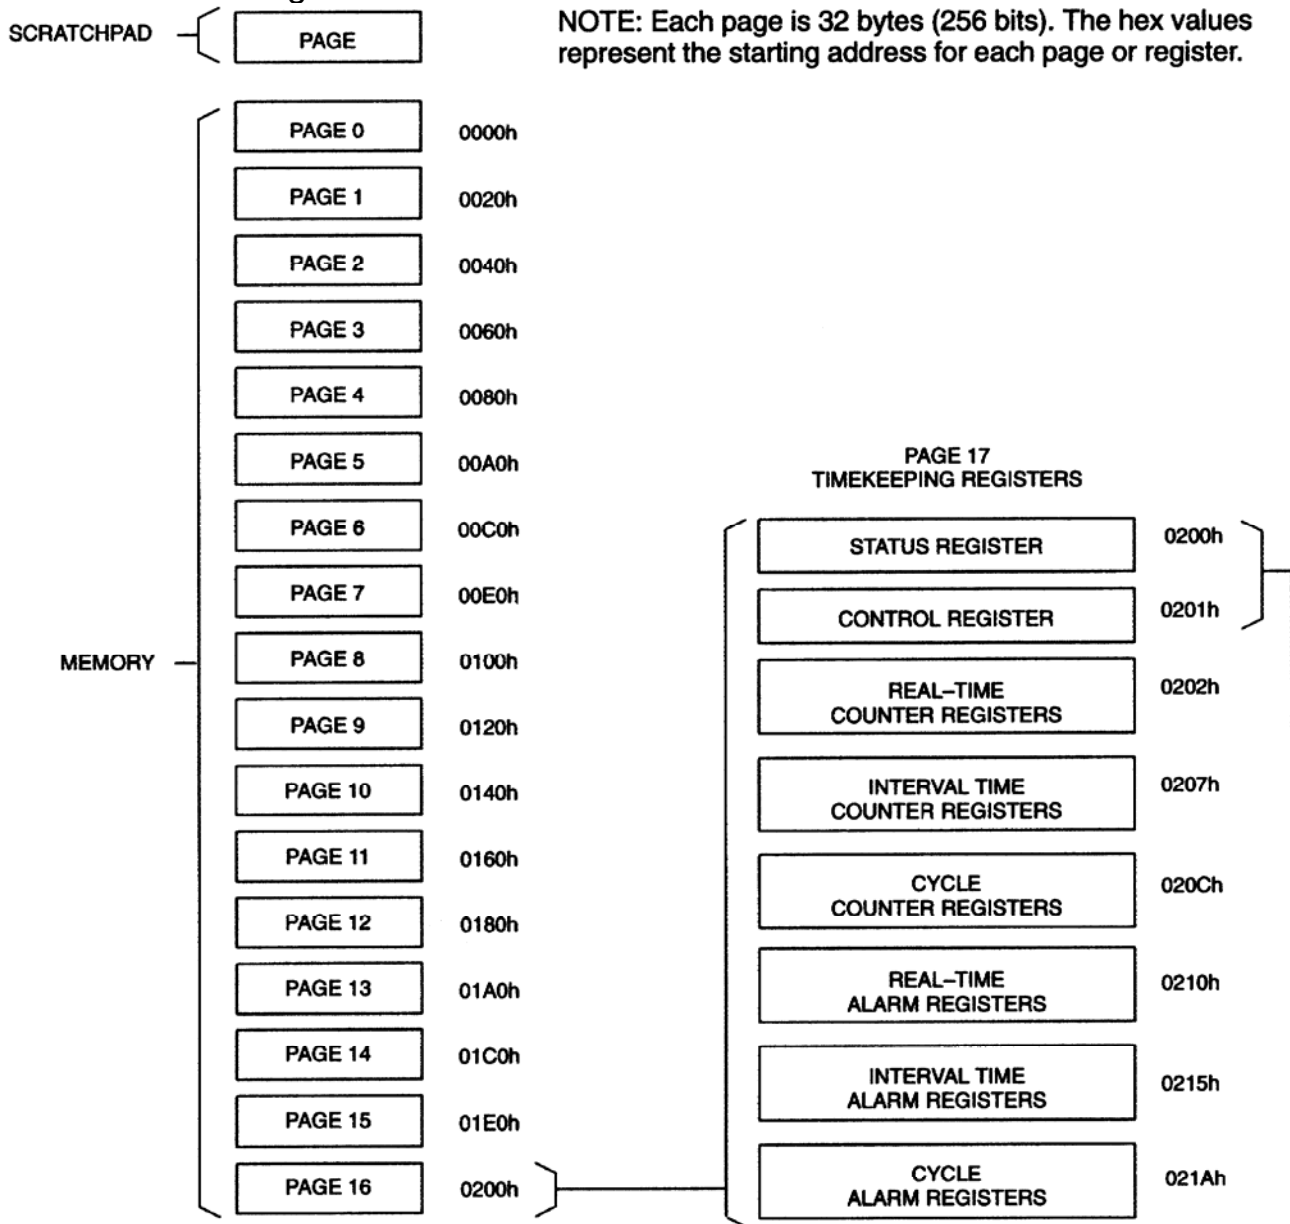 SCRATCHPAD
PAGE
NOTE: Each page is 32 bytes (256 bits). The hex values
represent the starting address for each page or register.
MEMORY
PAGE 0 0000h
PAGE 1 0020h
PAGE 2 0040h
PAGE 3 0060h
PAGE 4 0080h
PAGE 5 00A0h
PAGE 6 00C0h
PAGE 7 00E0h
PAGE 8 0100h
PAGE 9 0120h
PAGE 10 0140h
PAGE 11 0160h
PAGE 12 0180h
PAGE 13 01A0h
PAGE 14 01C0h
PAGE 15 01E0h
PAGE 16 0200h
PAGE 17
TIMEKEEPING REGISTERS
STATUS REGISTER 0200h
CONTROL REGISTER 0201h
REAL–TIME 0202h
COUNTER REGISTERS
INTERVAL TIME 0207h
COUNTER REGISTERS
CYCLE 020Ch
COUNTER REGISTERS
REAL–TIME 0210h
ALARM REGISTERS
INTERVAL TIME 0215h
ALARM REGISTERS
CYCLE 021Ah
ALARM REGISTERS